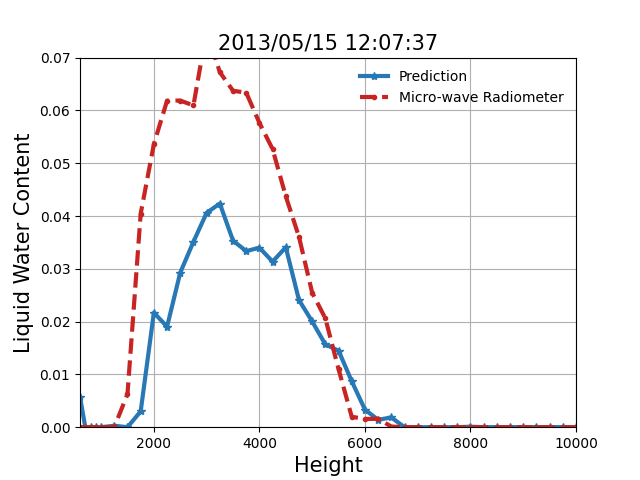 2013/05/15 12:07:37
0.07
0.06
0.05
0.04
0.03
0.02
0.01
0.00
Liquid Water Content
Prediction
Micro-wave Radiometer
2000 4000 6000 8000 10000
Height